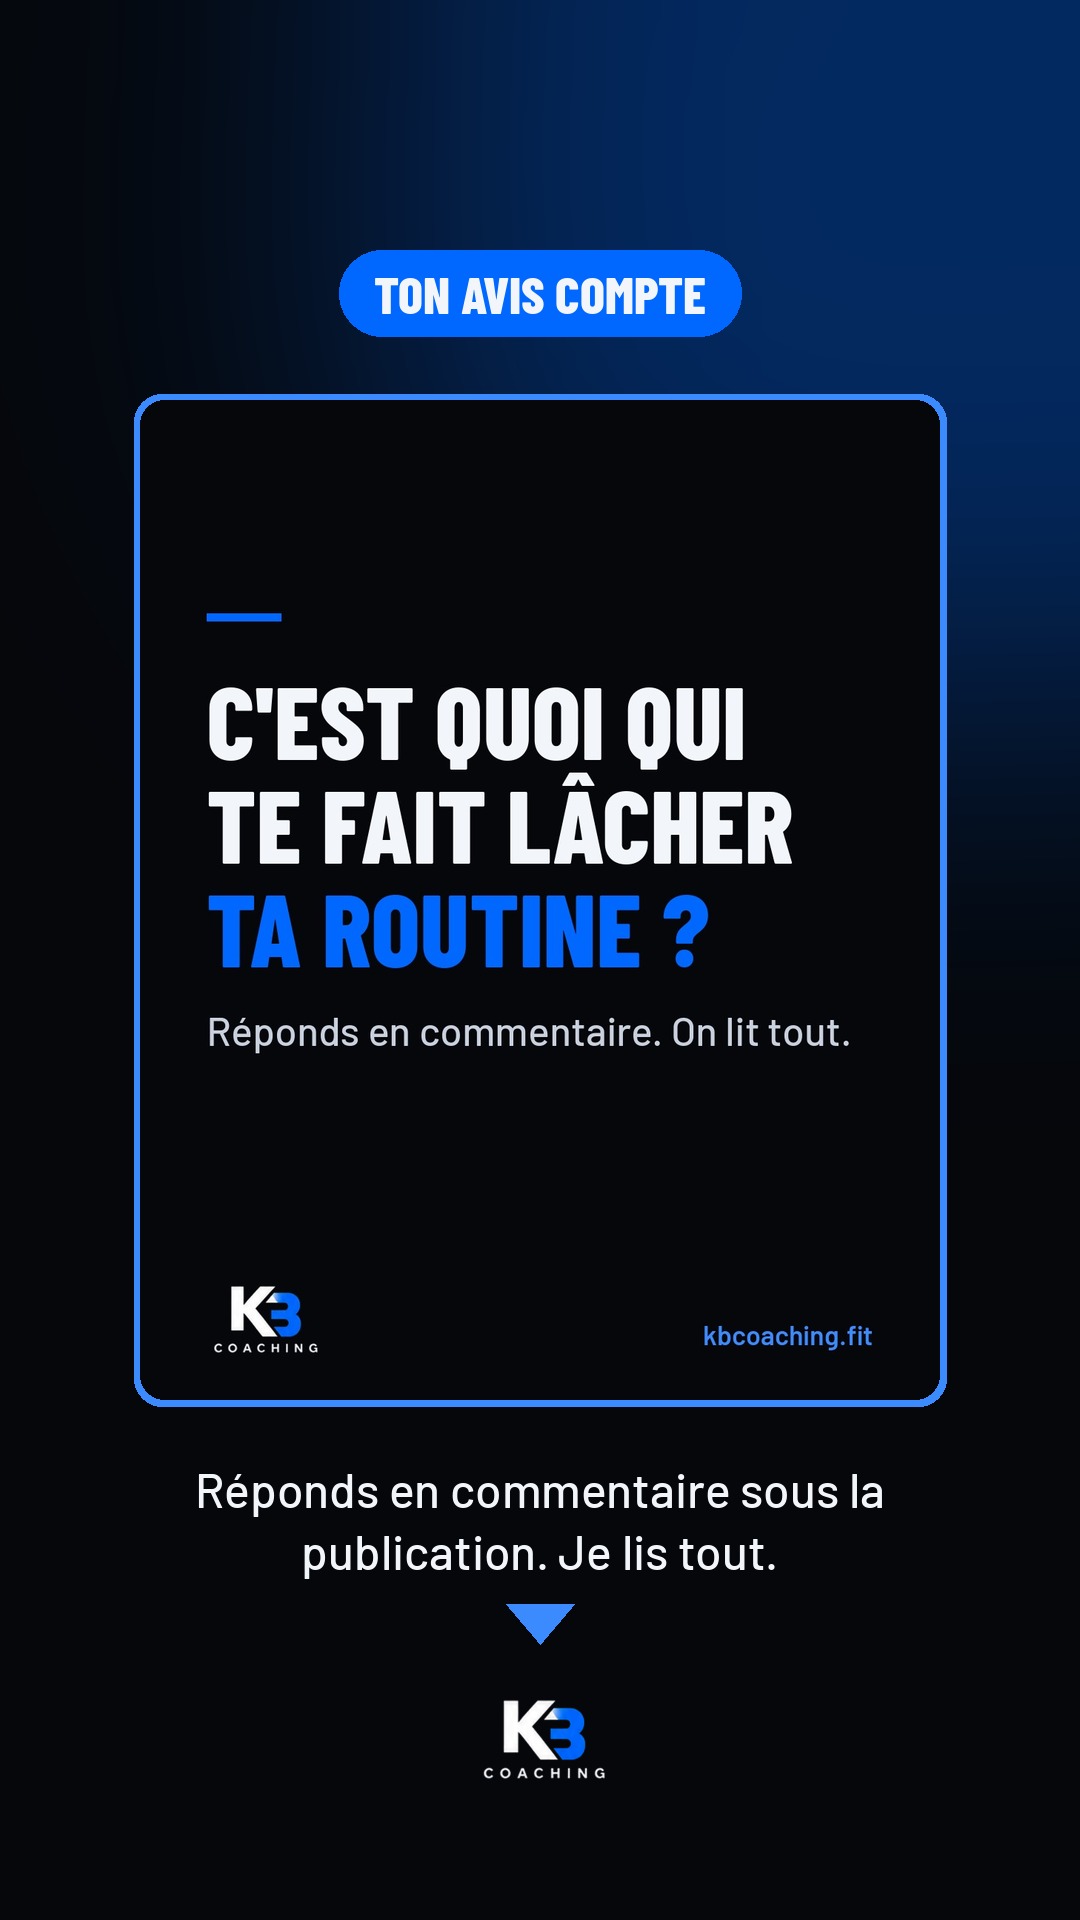 TON AVIS COMPTE
C'EST QUOI QUI
TE FAIT LÂCHER
TA ROUTINE ?
Réponds en commentaire. On lit tout.
KB
COACHING
kbcoaching.fit
Réponds en commentaire sous la
publication. Je lis tout.
KB
COACHING